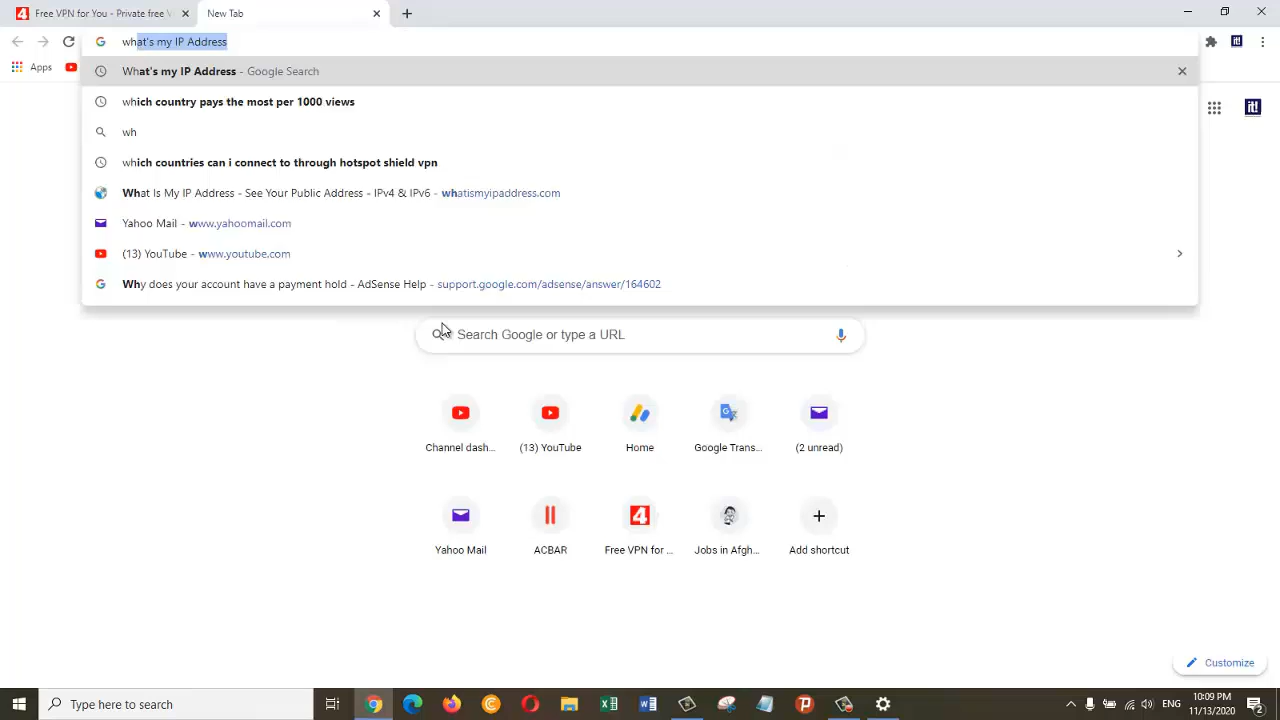 Free VPN for You - Private free V
New Tab
what's my IP Address
Apps
What's my IP Address - Google Search
which country pays the most per 1000 views
wh
which countries can i connect to through hotspot shield vpn
What Is My IP Address - See Your Public Address - IPv4 & IPv6 - whatismyipaddress.com
Yahoo Mail - www.yahoomail.com
(13) YouTube - www.youtube.com
Why does your account have a payment hold - AdSense Help - support.google.com/adsense/answer/164602
it!
Search Google or type a URL
Channel dash...
(13) YouTube
Home
Google Trans...
(2 unread)
Yahoo Mail
ACBAR
Free VPN for ...
Jobs in Afgh...
Add shortcut
Customize
Type here to search
10:09 PM
11/13/2020